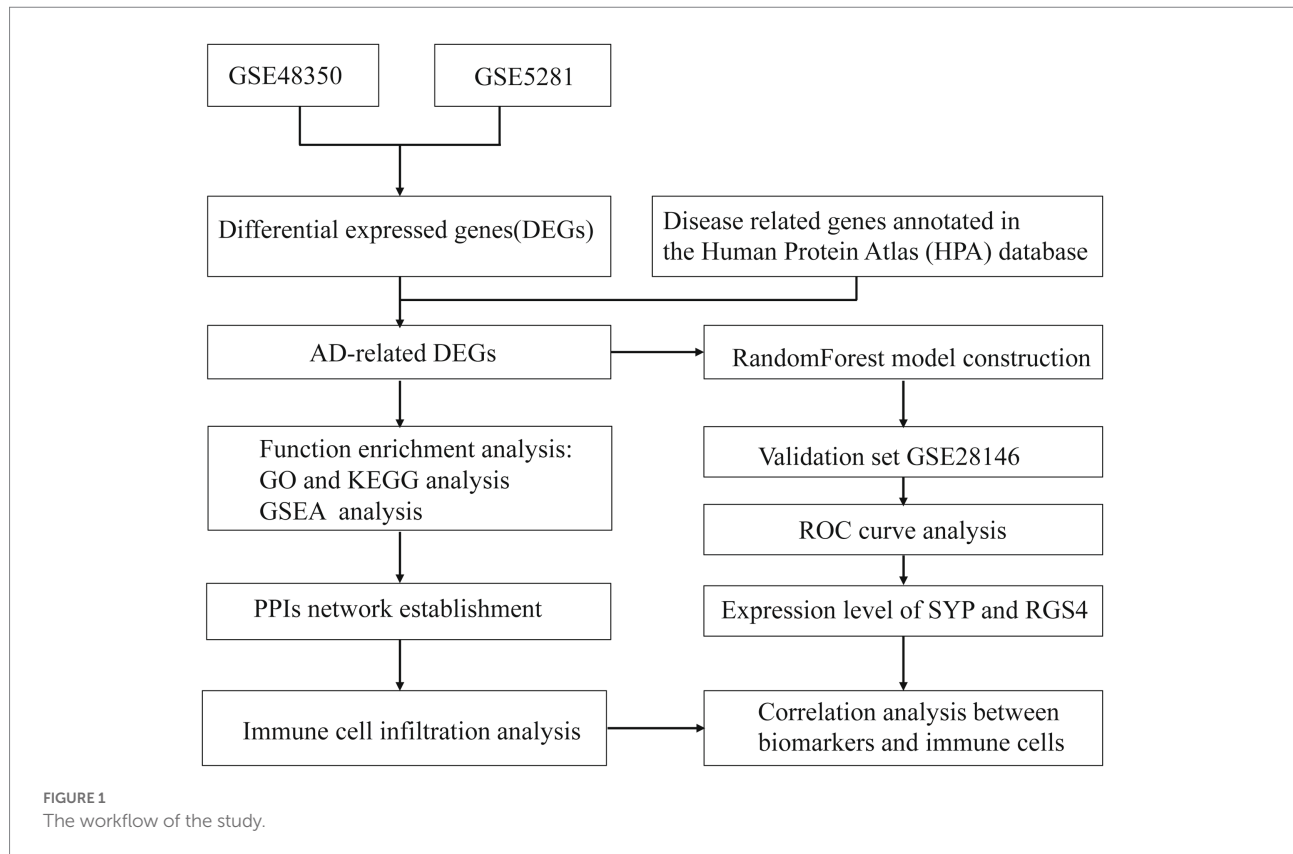 GSE48350
GSE5281
Differential expressed genes(DEGs)
Disease related genes annotated in
the Human Protein Atlas (HPA) database
AD-related DEGs
RandomForest model construction
Function enrichment analysis:
GO and KEGG analysis
GSEA analysis
Validation set GSE28146
ROC curve analysis
PPIs network establishment
Expression level of SYP and RGS4
Immune cell infiltration analysis
Correlation analysis between
biomarkers and immune cells
FIGURE 1
The workflow of the study.